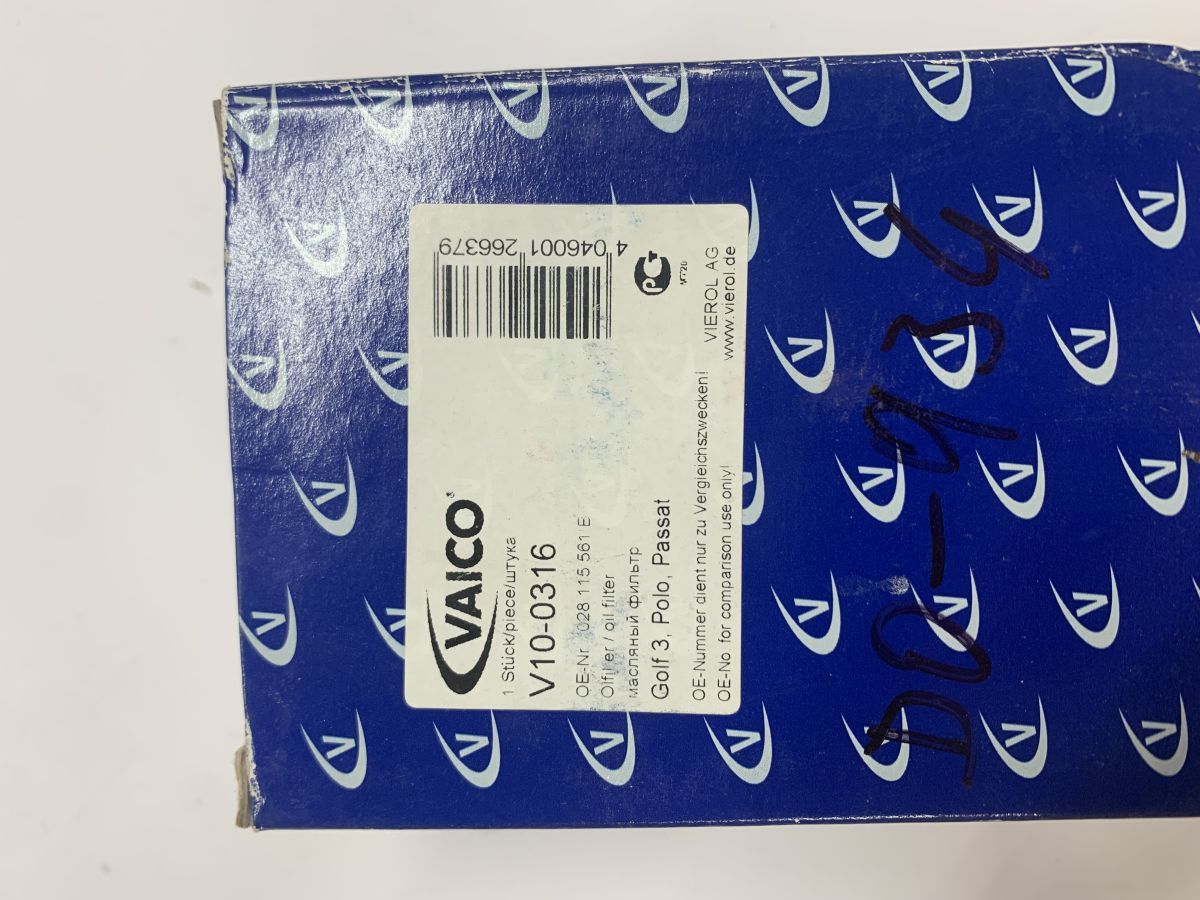 VAICO®
1 Stück/piece/штука
V10-0316
OE-Nr. 028 115 561 E
Ölfilter / oil filter
масляный фильтр
Golf 3, Polo, Passat
OE-Nummer dient nur zu Vergleichszwecken!
OE-No for comparison use only!
4 046001 266379
РСТ
VIEROL AG
www.vierol.de
DO-934